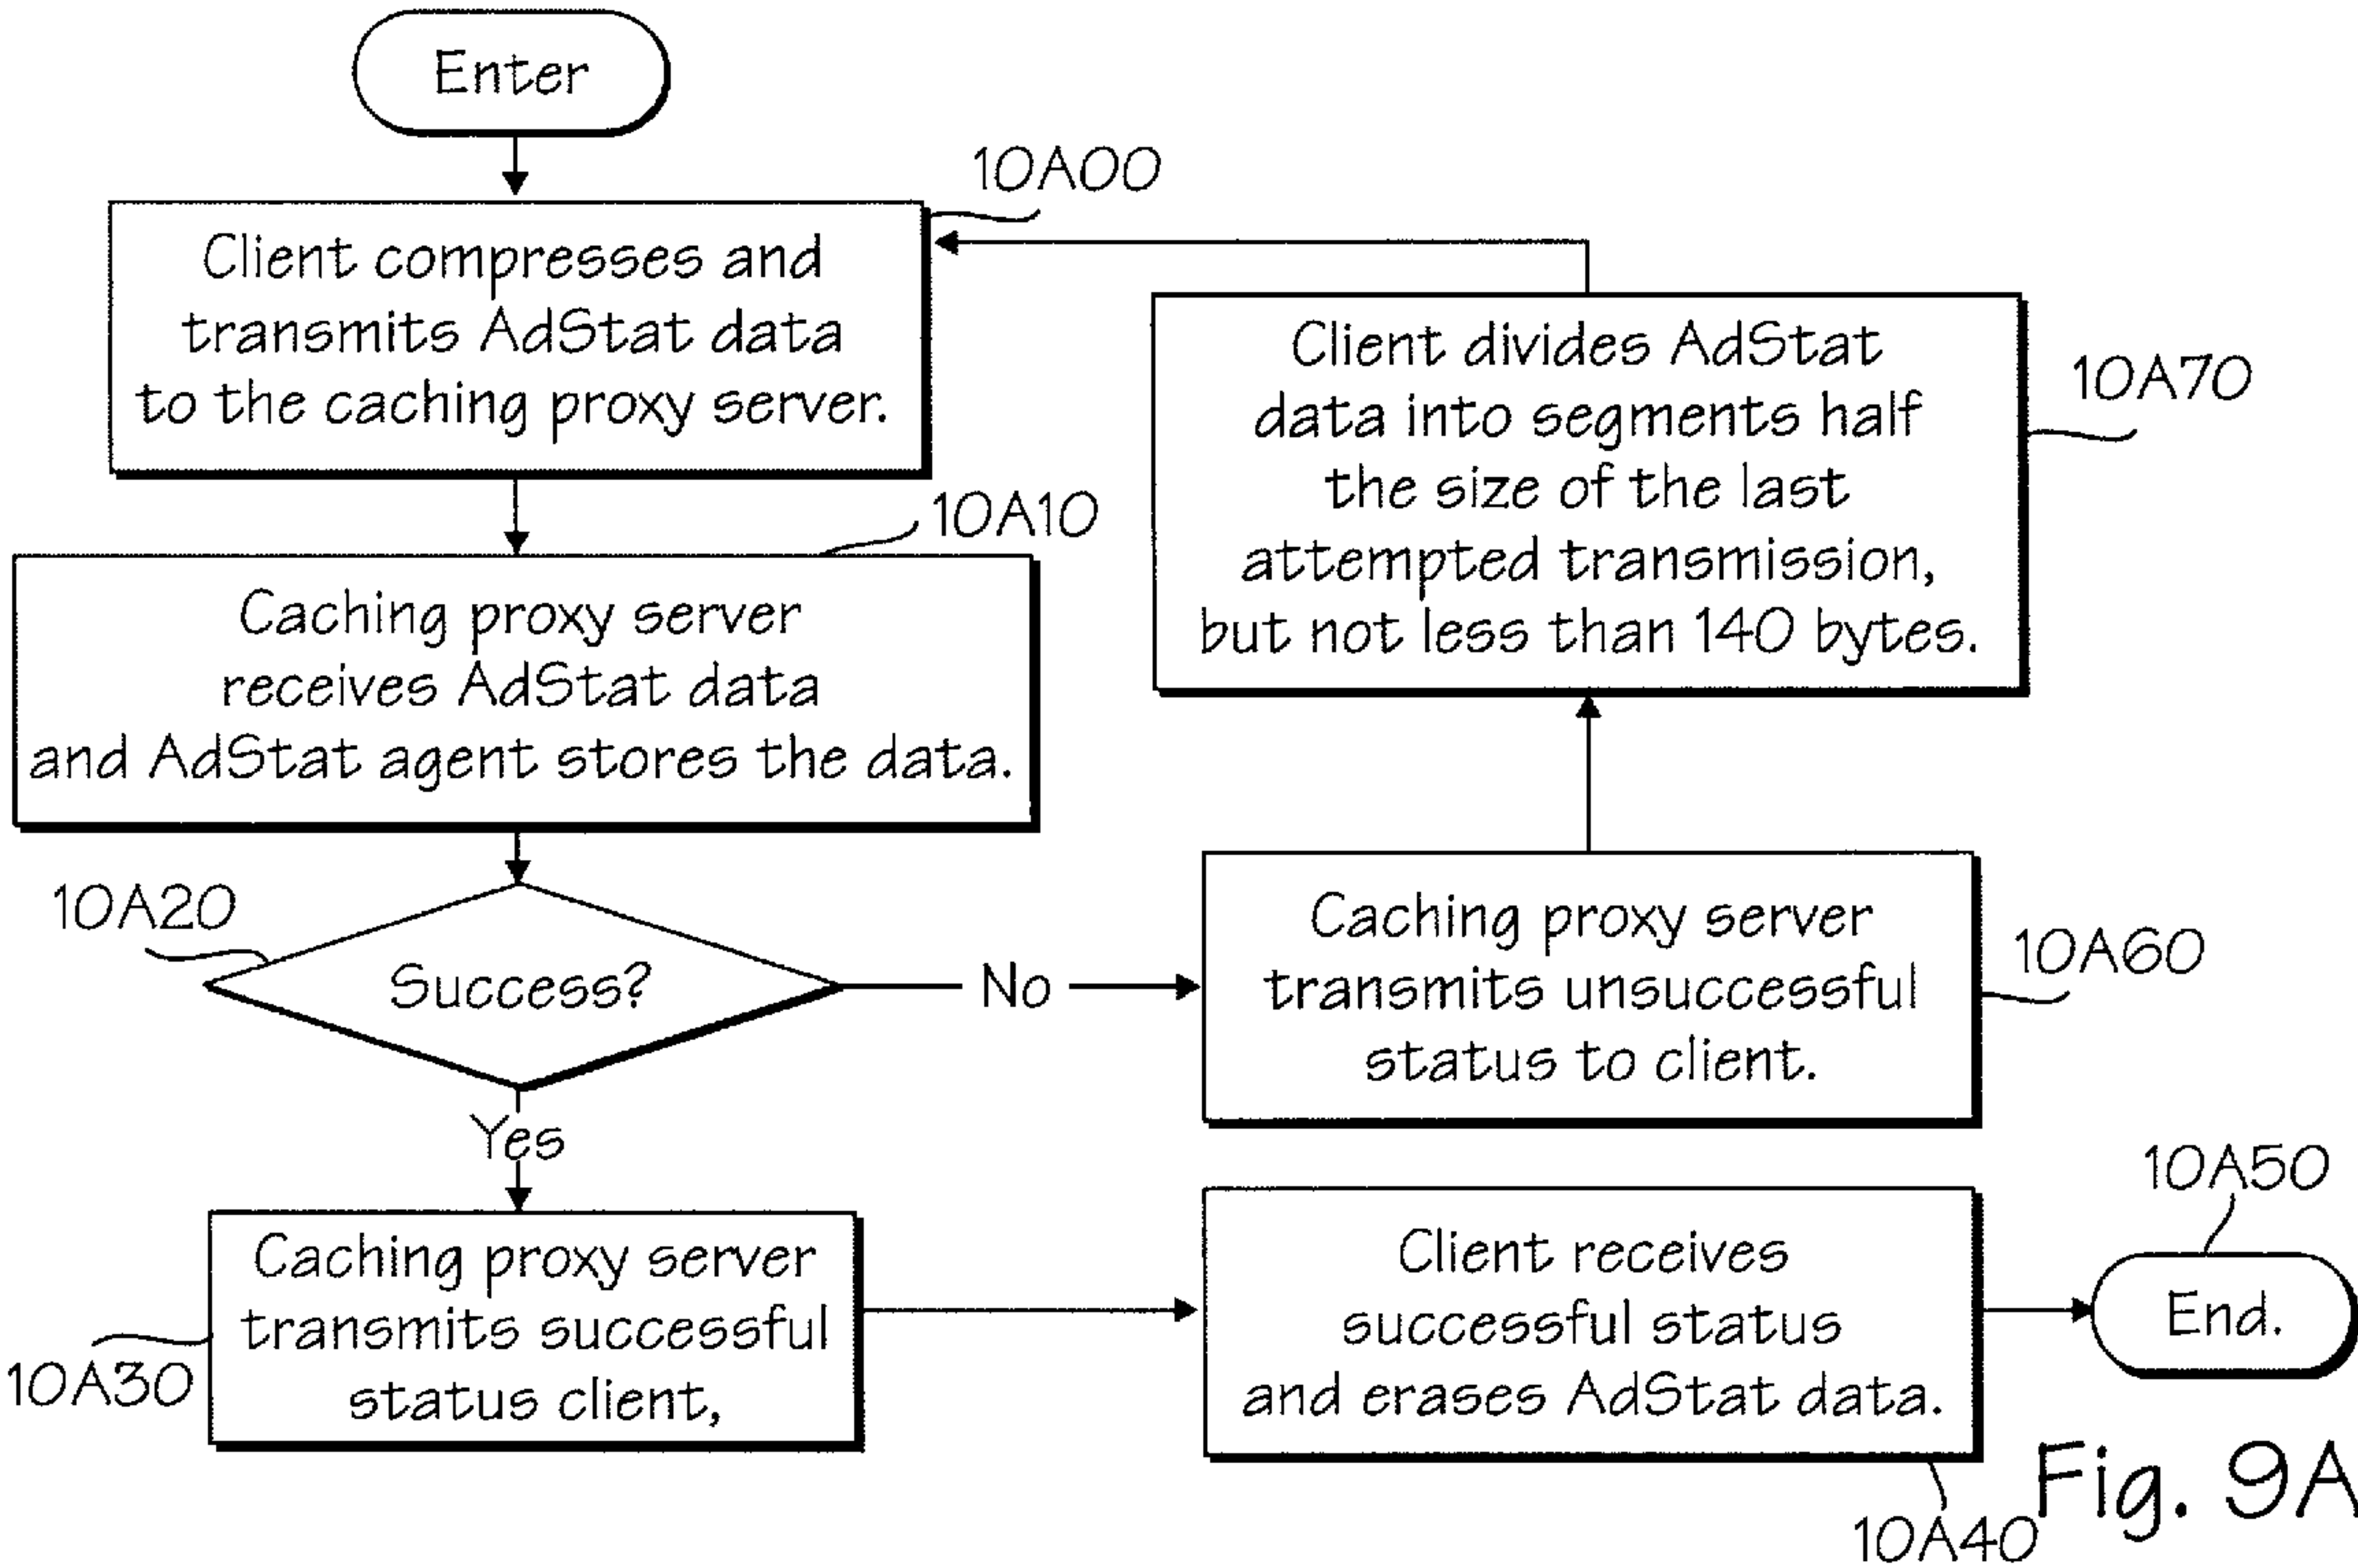 Enter
10A00
Client compresses and
transmits AdStat data
to the caching proxy server.
10A10
Caching proxy server
receives AdStat data
and AdStat agent stores the data.
10A20
Success?
No
Yes
10A30
Caching proxy server
transmits successful
status client,
10A70
Client divides AdStat
data into segments half
the size of the last
attempted transmission,
but not less than 140 bytes.
10A60
Caching proxy server
transmits unsuccessful
status to client.
10A40
Client receives
successful status
and erases AdStat data.
10A50
End.
Fig. 9A